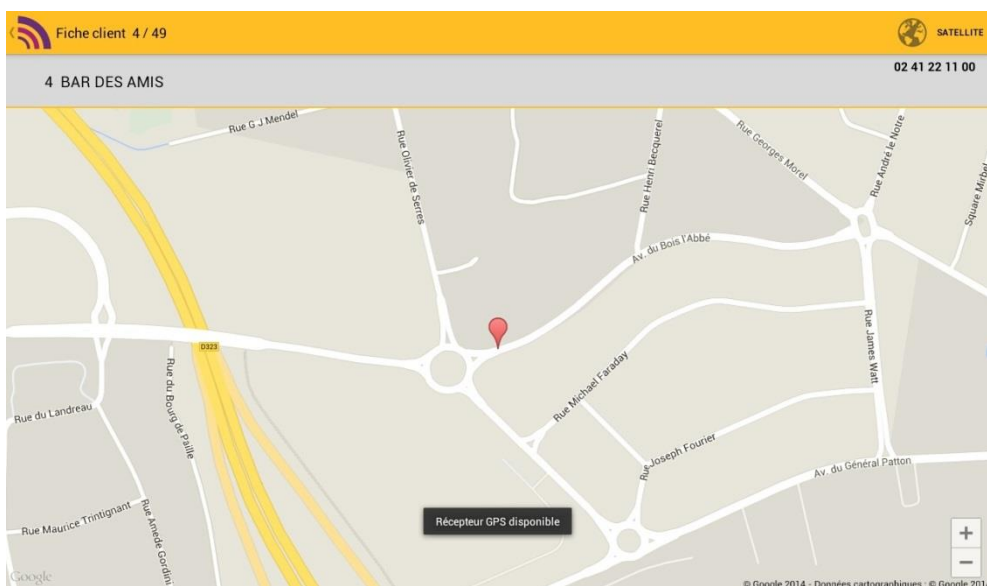 Fiche client 4 / 49
SATELLITE
02 41 22 11 00
4 BAR DES AMIS
Rue G J Mendel
Rue Olivier de Serres
Rue Henri Becquerel
Rue Georges Morel
Rue André le Notre
Square Mirbel
Av. du Bois l'Abbé
D323
Rue du Landreau
Rue du Bourg de Paille
Rue Michael Faraday
Rue James Watt
Rue Joseph Fourier
Av. du Général Patton
Rue Maurice Trintignant
Rue Amede Gordini
Récepteur GPS disponible
+
−
Google
© Google 2014 - Données cartographiques : © Google 2014